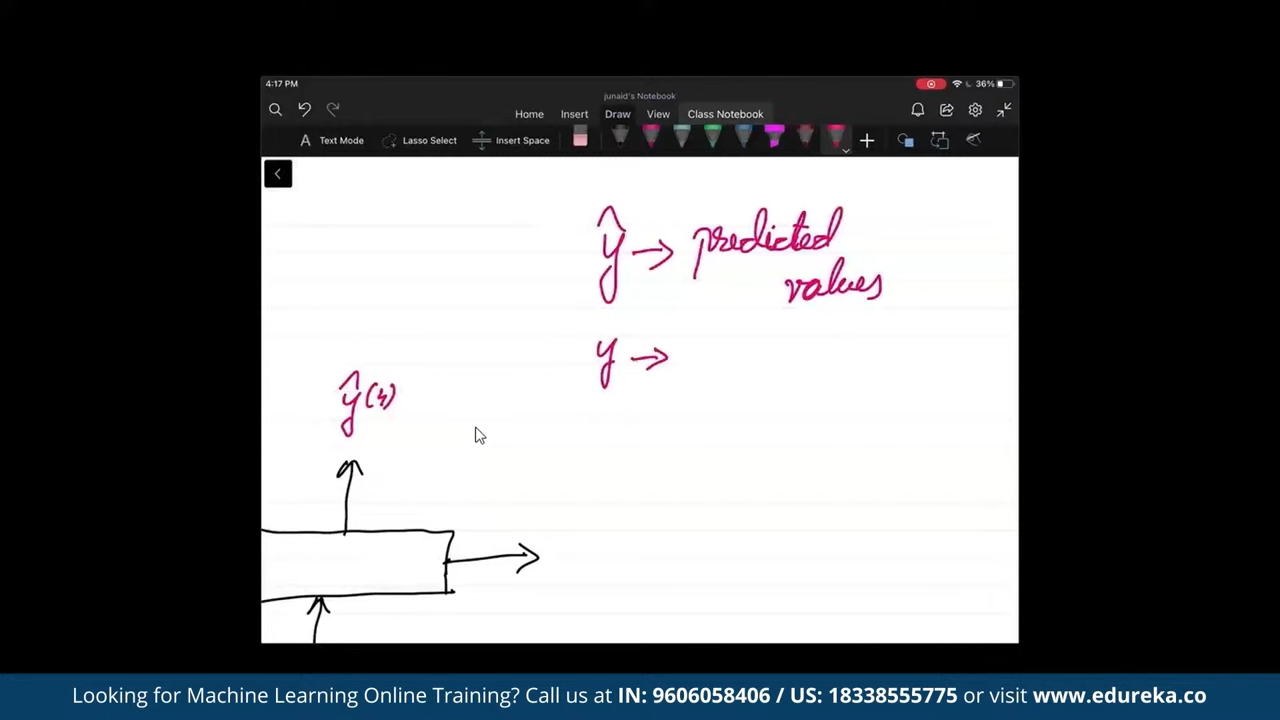 4:17 PM
36%
junaid's Notebook
Home Insert Draw View Class Notebook
A Text Mode Lasso Select Insert Space
ŷ → predicted
values
y →
ŷ(4)
Looking for Machine Learning Online Training? Call us at IN: 9606058406 / US: 18338555775 or visit www.edureka.co